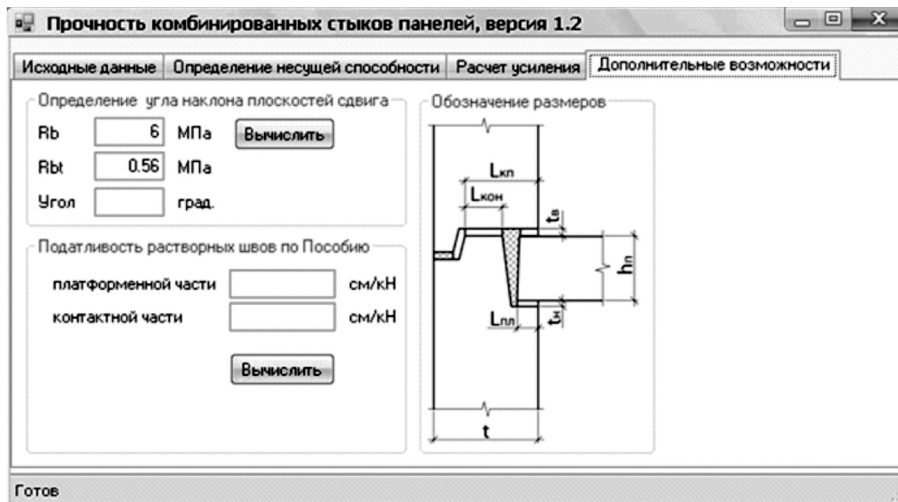 Прочность комбинированных стыков панелей, версия 1.2
Исходные данные
Определение несущей способности
Расчет усиления
Дополнительные возможности
Определение угла наклона плоскостей сдвига
Rb 6 МПа
Вычислить
Rbt 0.56 МПа
Угол град.
Податливость растворных швов по Пособию
платформенной части см/кН
контактной части см/кН
Вычислить
Обозначение размеров
Lкп
Lкон
tв
hп
Lпл
tн
t
Готов